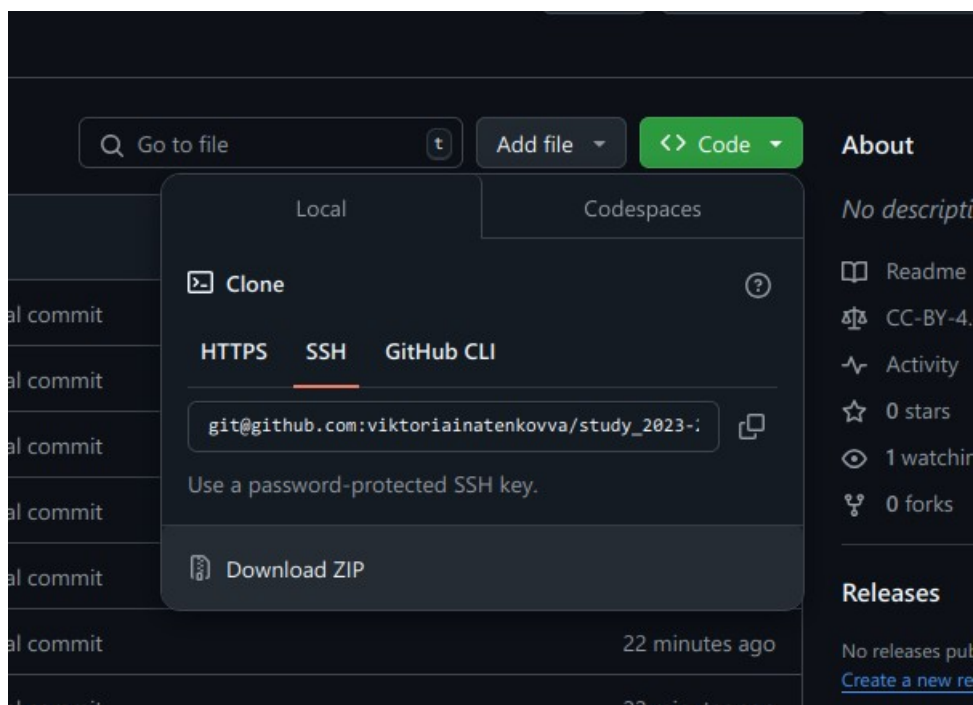 Go to file t Add file Code About
Local Codespaces No descripti
Clone Readme
al commit CC-BY-4.
HTTPS SSH GitHub CLI Activity
al commit
0 stars
git@github.com:viktoriainatenkovva/study_2023-
al commit 1 watchin
Use a password-protected SSH key.
al commit 0 forks
Download ZIP
al commit Releases
al commit 22 minutes ago No releases pub
Create a new re